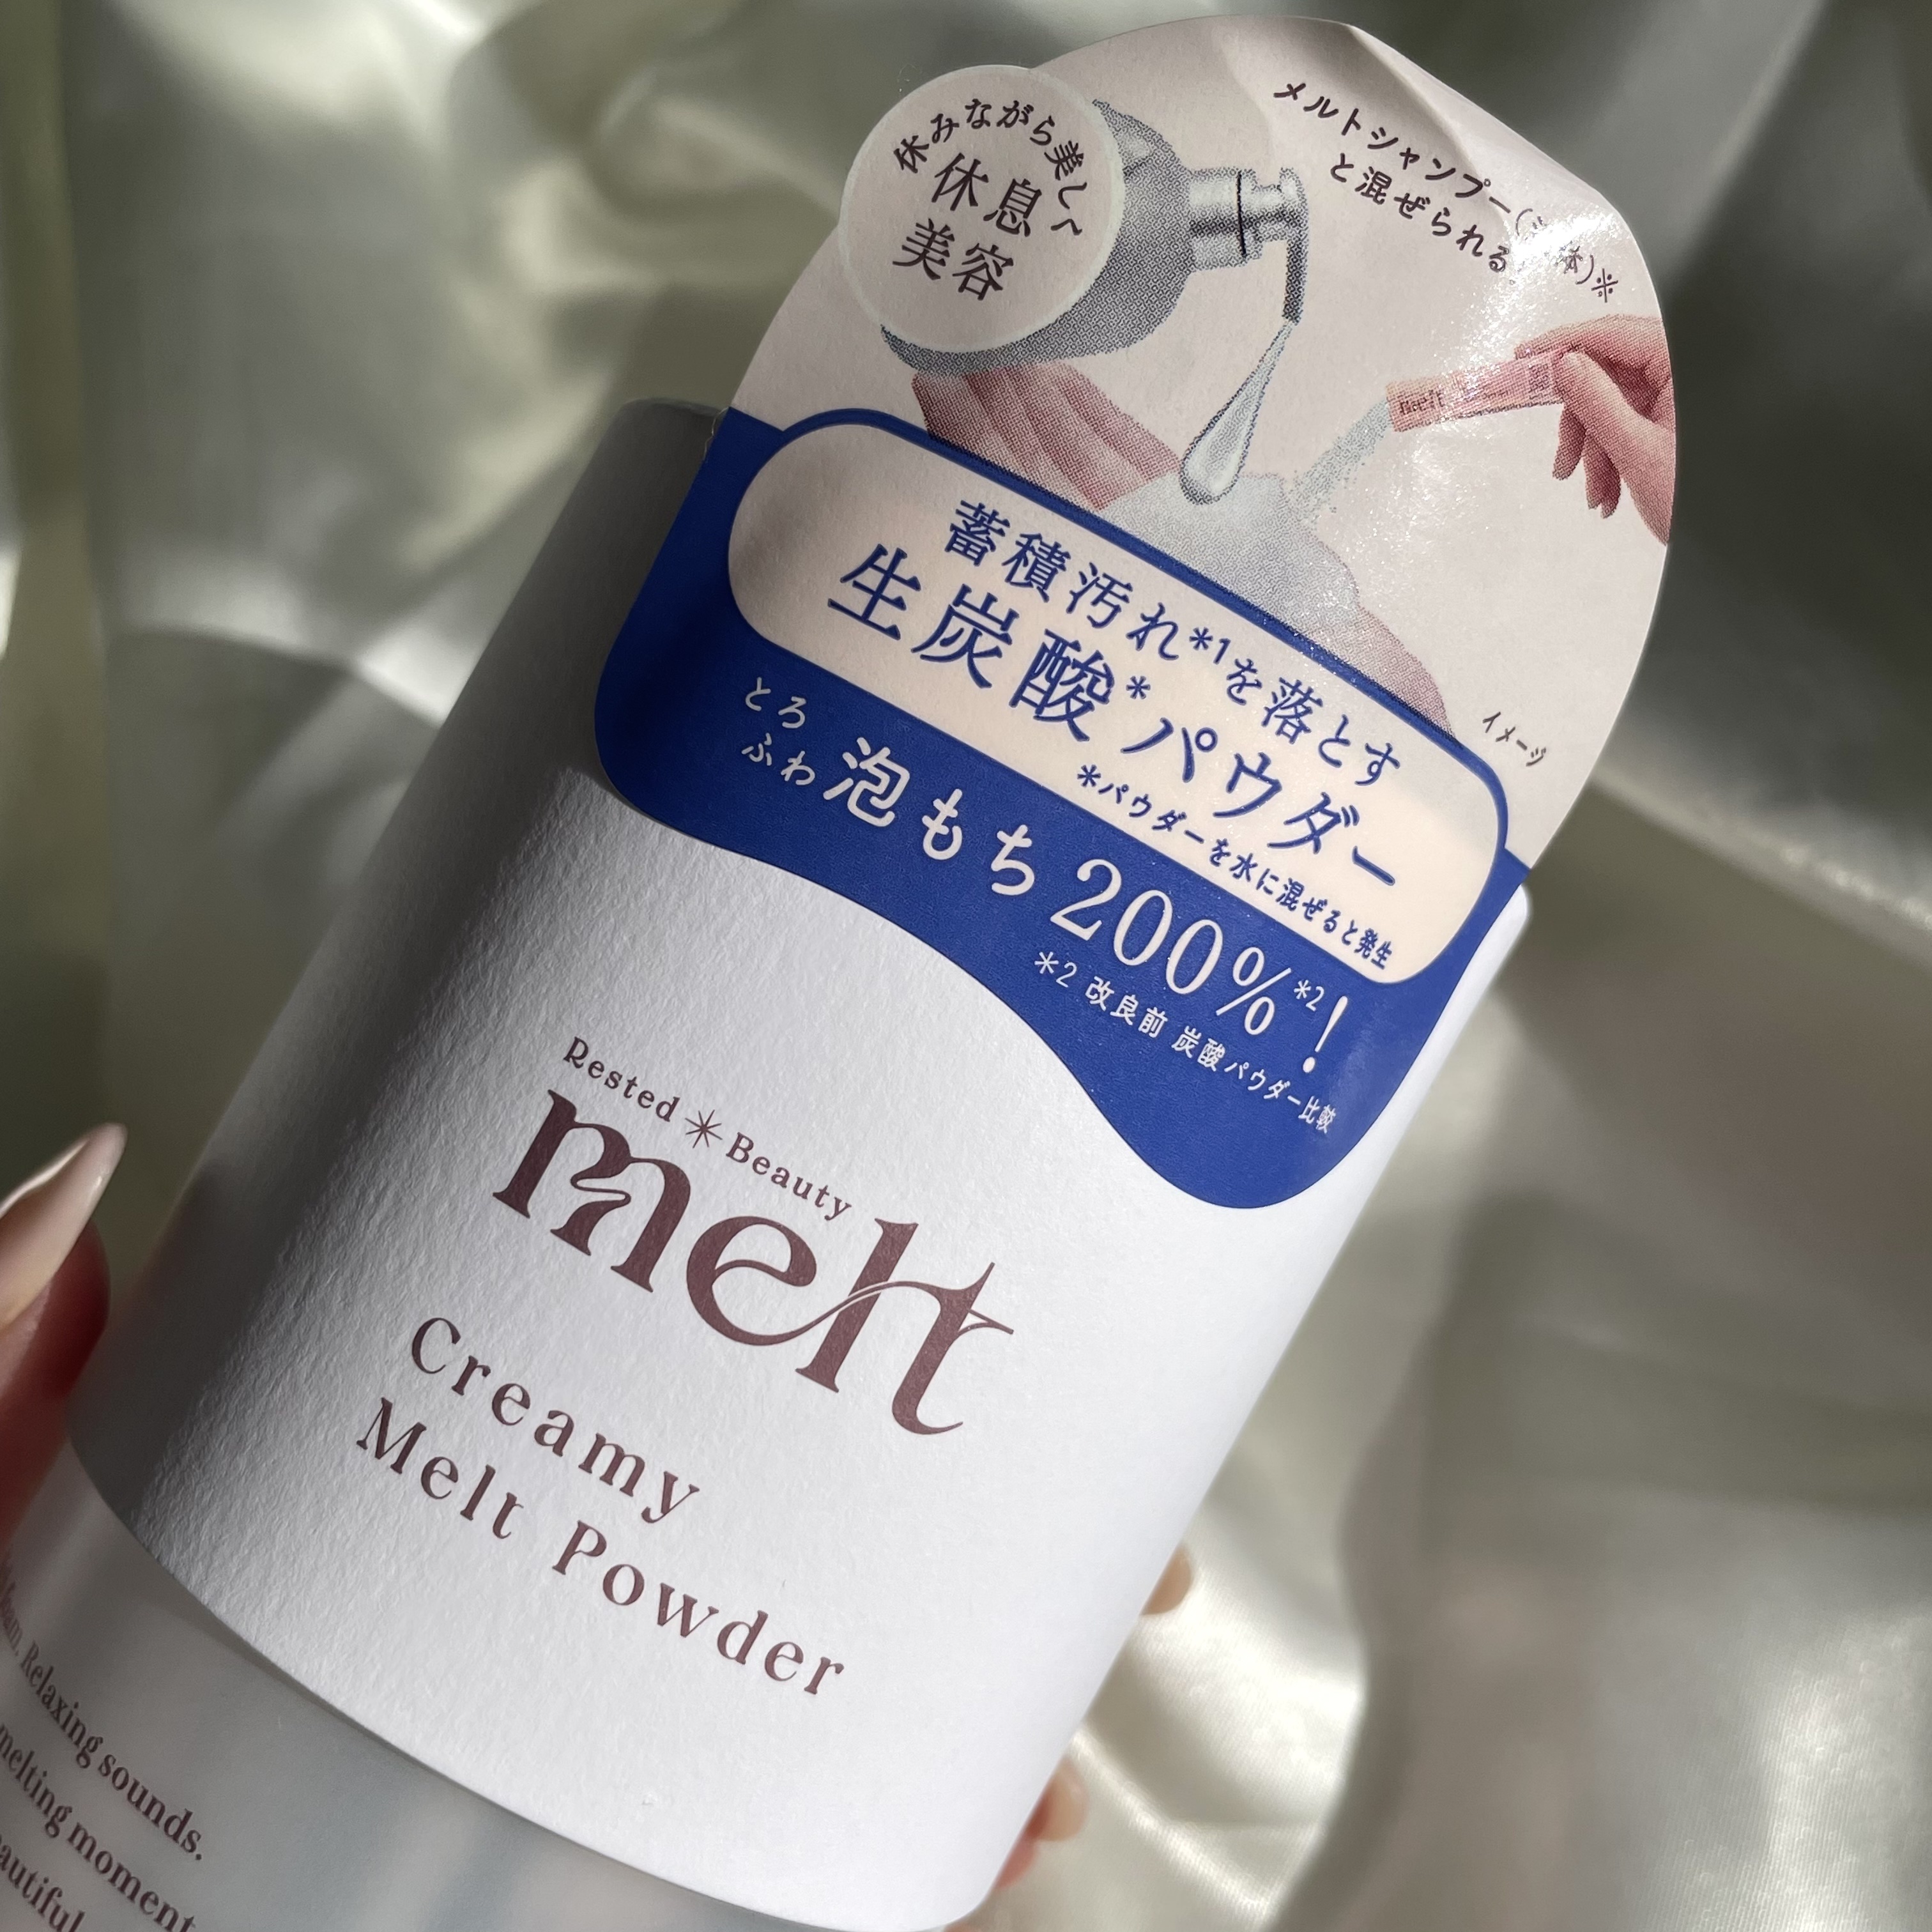 メルトシャンプー
と混ぜられる
休みながら美しく
休息
美容
melt
蓄積汚れ*1を落とす
生炭酸*パウダー
*パウダーを水に混ぜると発生
イメージ
とろ
ふわ
泡もち200%*2!
*2 改良前 炭酸パウダー比較
Rested Beauty
melt
Creamy
Melt Powder
Relaxing sounds.
melting moment